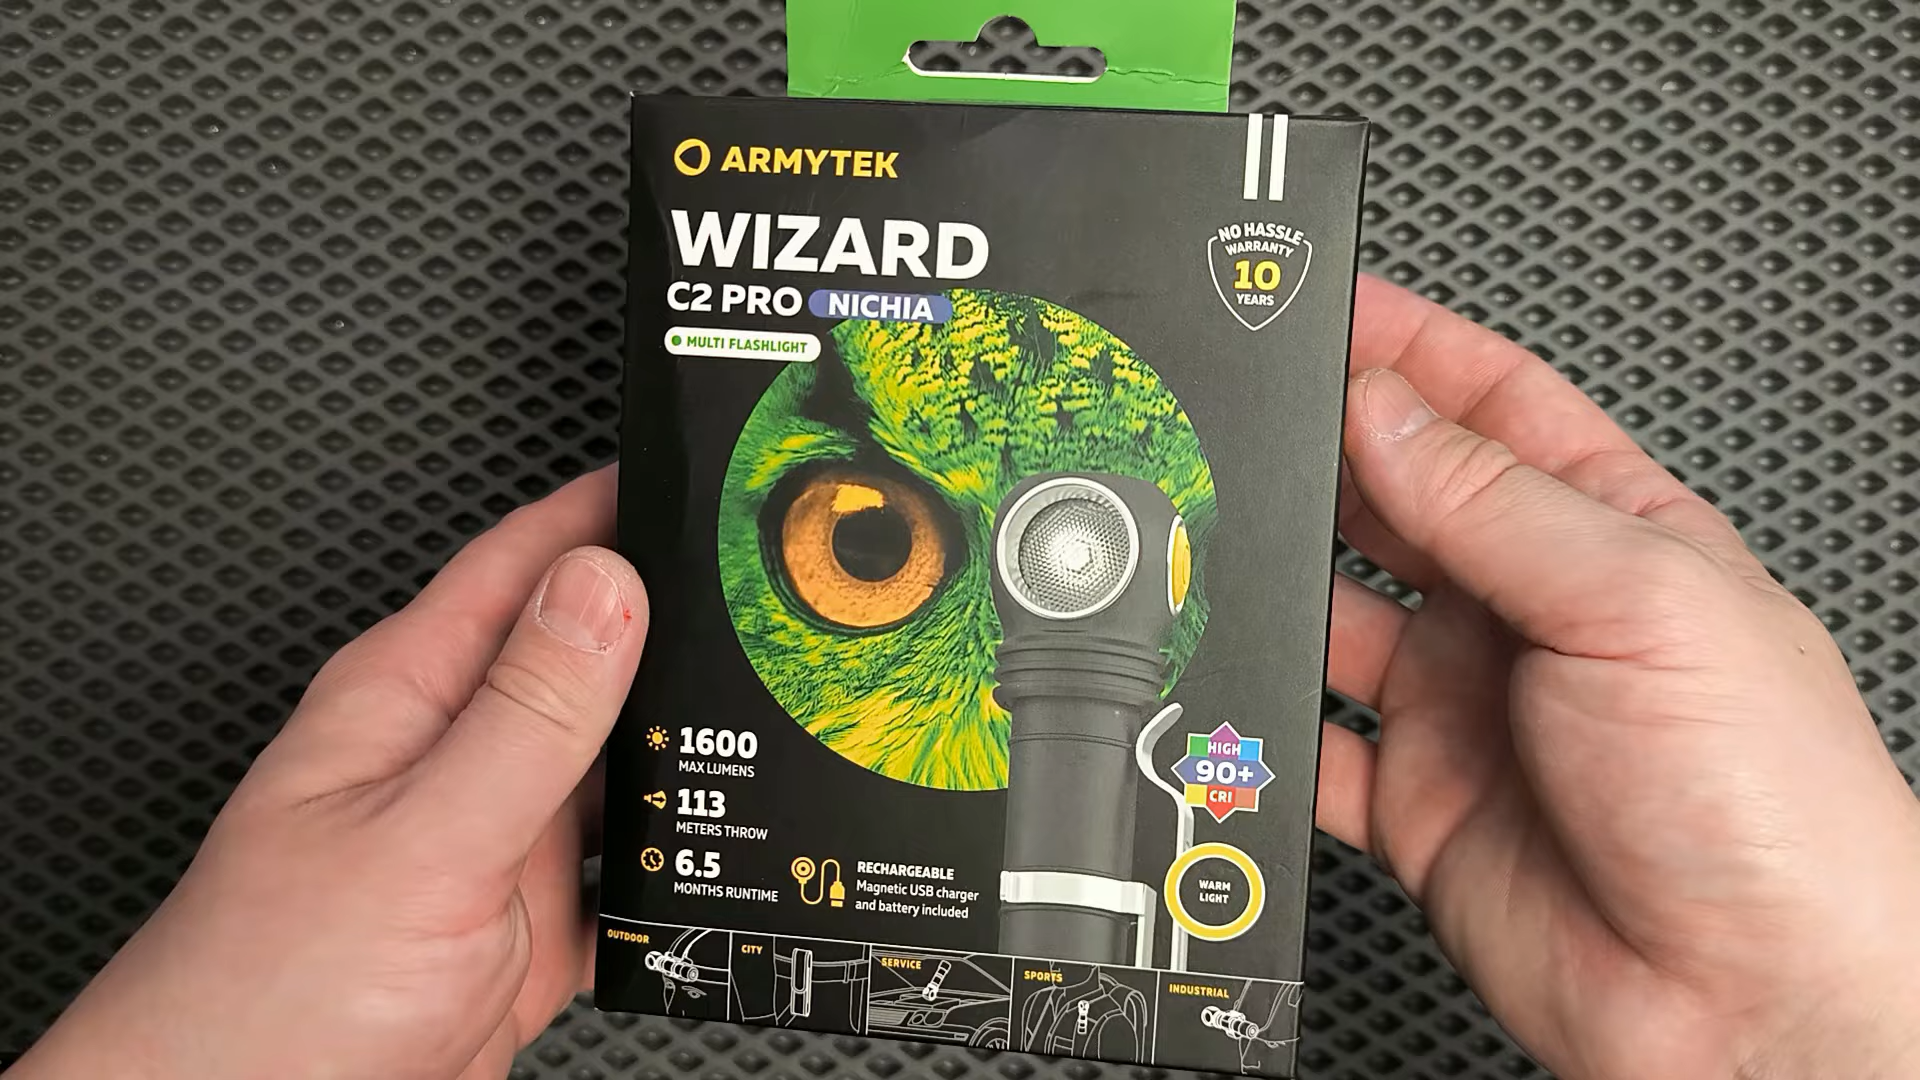 ARMYTEK
WIZARD
C2 PRO NICHIA
MULTI FLASHLIGHT
NO HASSLE
WARRANTY
10
YEARS
1600
MAX LUMENS
113
METERS THROW
6.5
MONTHS RUNTIME
RECHARGEABLE
Magnetic USB charger
and battery included
HIGH
90+
CRI
WARM
LIGHT
OUTDOOR
CITY
SERVICE
SPORTS
INDUSTRIAL